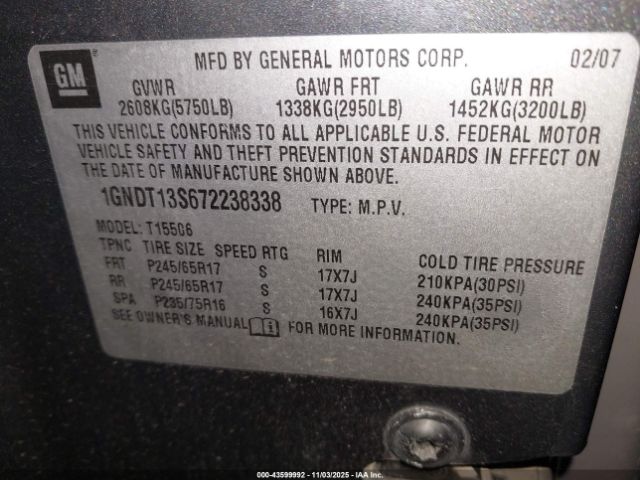 GM
MFD BY GENERAL MOTORS CORP. 02/07
GVWR GAWR FRT GAWR RR
2608KG(5750LB) 1338KG(2950LB) 1452KG(3200LB)
THIS VEHICLE CONFORMS TO ALL APPLICABLE U.S. FEDERAL MOTOR
VEHICLE SAFETY AND THEFT PREVENTION STANDARDS IN EFFECT ON
THE DATE OF MANUFACTURE SHOWN ABOVE.
1GNDT13S672238338 TYPE: M.P.V.
MODEL: T15506
TPNC TIRE SIZE SPEED RTG RIM COLD TIRE PRESSURE
FRT P245/65R17 S 17X7J 210KPA(30PSI)
RR P245/65R17 S 17X7J 240KPA(35PSI)
SPA P235/75R16 S 16X7J 240KPA(35PSI)
SEE OWNER'S MANUAL i FOR MORE INFORMATION.
000-43599992 - 11/03/2025 - IAAI.com